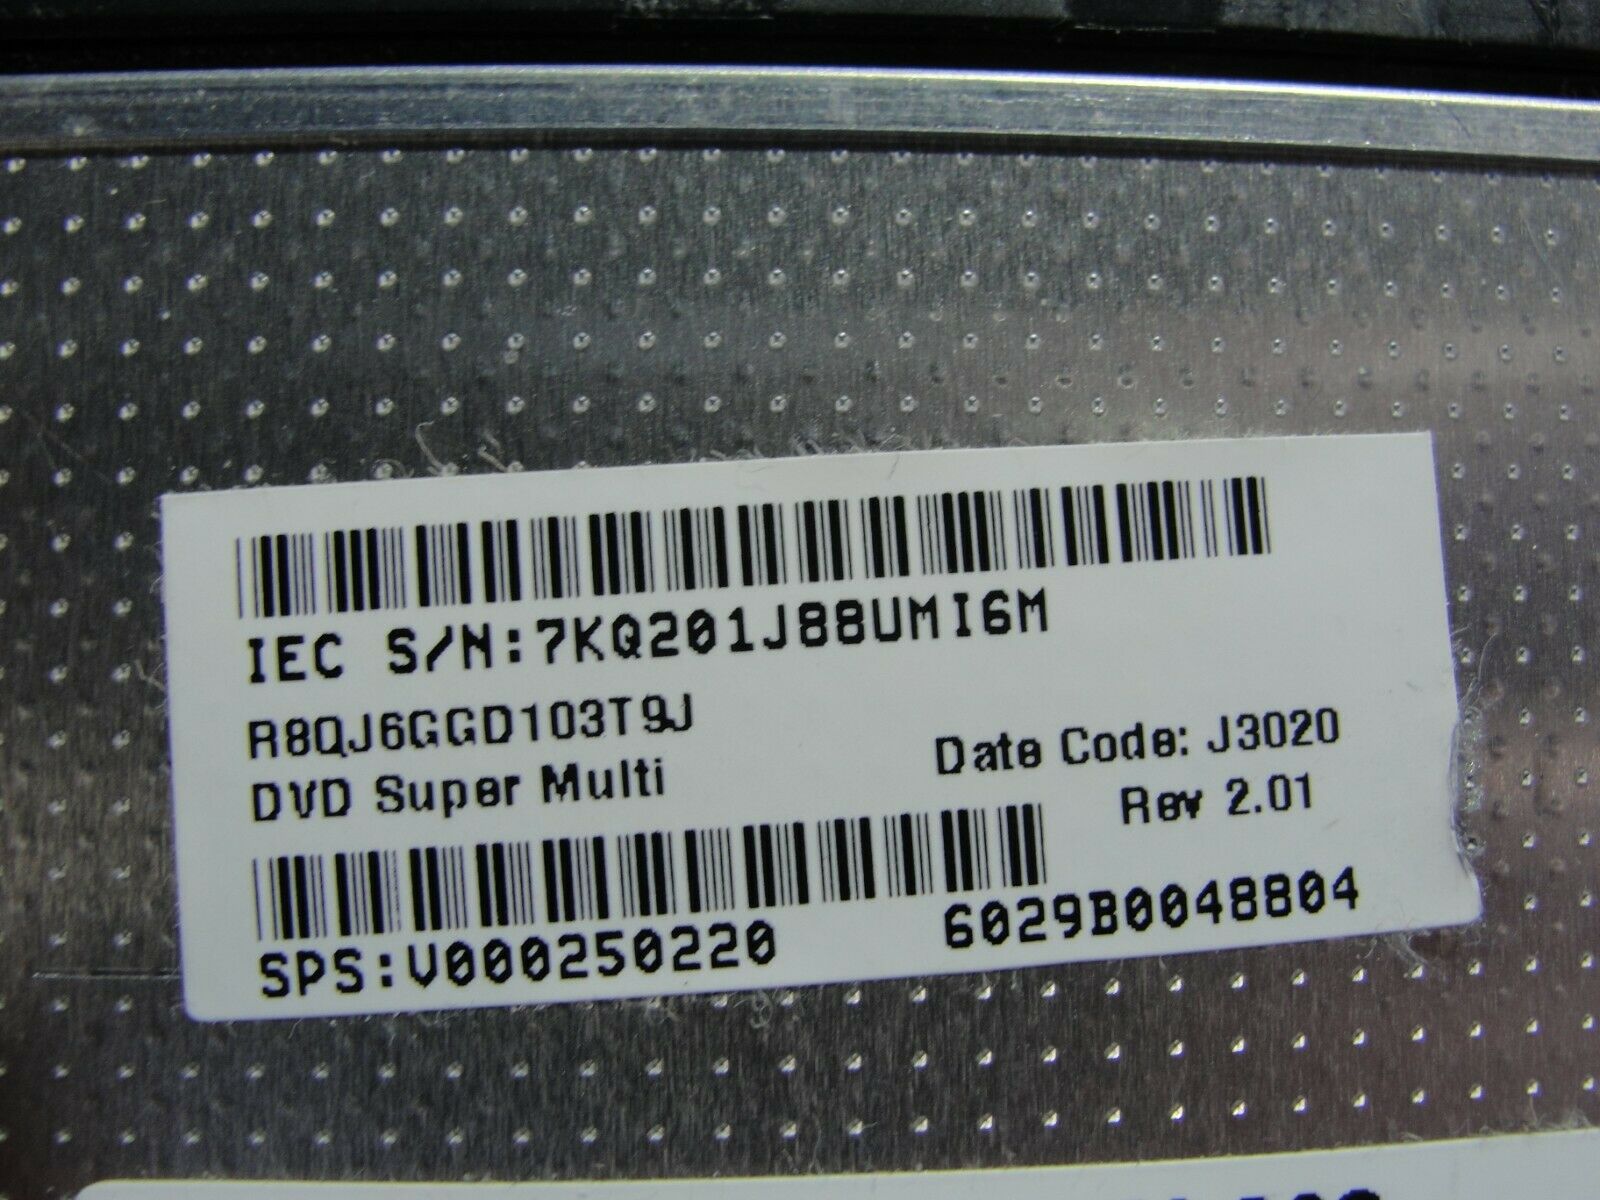 IEC S/N:7KQ201J88UMI6M
R8QJ6GGD103T9J
DVD Super Multi
Date Code: J3020
Rev 2.01
SPS:V000250220
6029B0048804